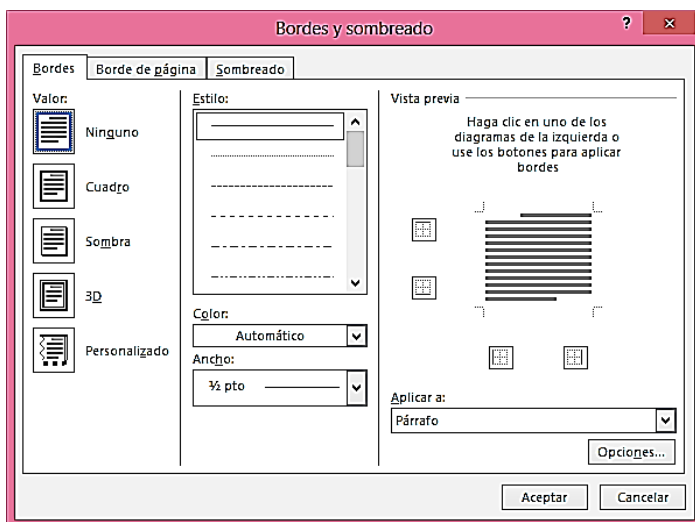 Bordes y sombreado
?
×
Bordes
Borde de página
Sombreado
Valor:
Ninguno
Cuadro
Sombra
3D
Personalizado
Estilo:
Color:
Automático
Ancho:
½ pto
Vista previa
Haga clic en uno de los
diagramas de la izquierda o
use los botones para aplicar
bordes
Aplicar a:
Párrafo
Opciones...
Aceptar
Cancelar